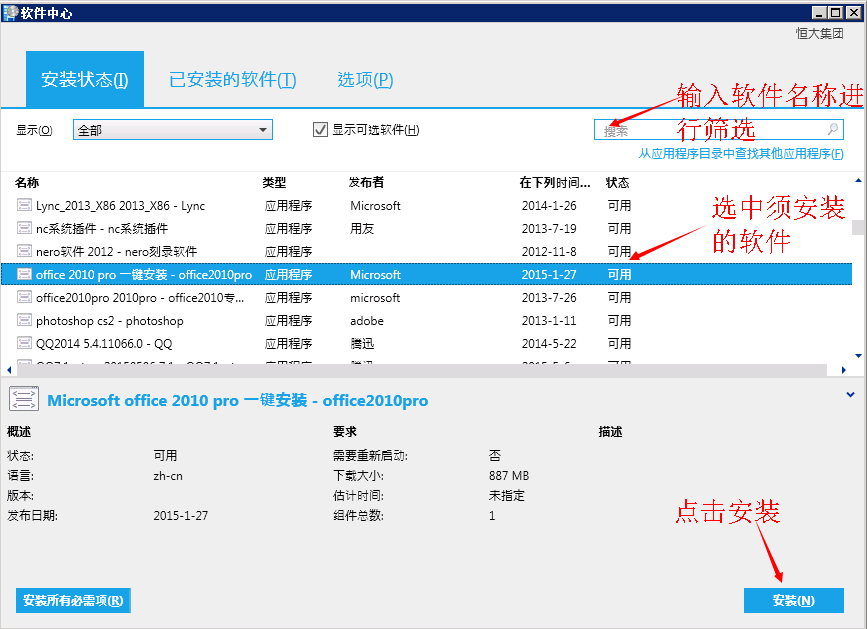 软件中心
恒大集团
安装状态(I) 已安装的软件(T) 选项(P)
输入软件名称进
行筛选
显示(O) 全部 显示可选软件(H) 搜索
从应用程序目录中查找其他应用程序(F)
名称 类型 发布者 在下列时间... 状态
Lync_2013_X86 2013_X86 - Lync 应用程序 Microsoft 2014-1-26 可用
nc系统插件 - nc系统插件 应用程序 用友 2013-7-19 可用
nero软件 2012 - nero刻录软件 应用程序 2012-11-8 可用
选中须安装
的软件
office 2010 pro 一键安装 - office2010pro 应用程序 Microsoft 2015-1-27 可用
office2010pro 2010pro - office2010专... 应用程序 microsoft 2013-7-26 可用
photoshop cs2 - photoshop 应用程序 adobe 2013-1-11 可用
QQ2014 5.4.11066.0 - QQ 应用程序 腾迅 2014-5-22 可用
Microsoft office 2010 pro 一键安装 - office2010pro
概述 要求 描述
状态: 可用 需要重新启动: 否
语言: zh-cn 下载大小: 887 MB
版本: 估计时间: 未指定
发布日期: 2015-1-27 组件总数: 1
点击安装
安装所有必需项(R) 安装(N)